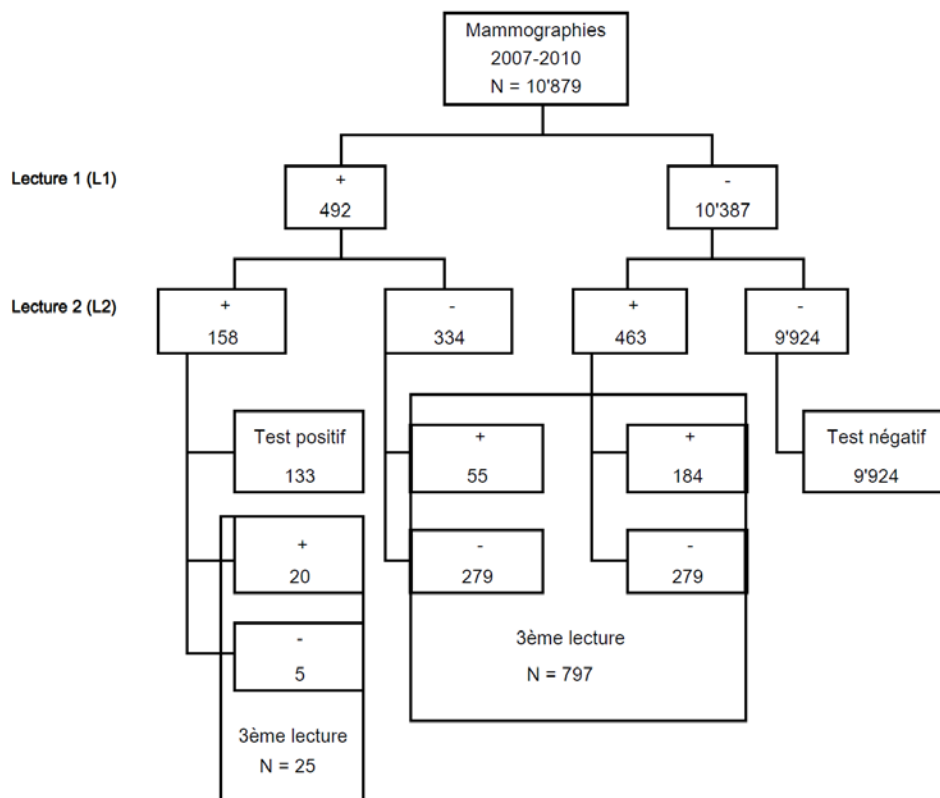 Mammographies
2007-2010
N = 10'879
Lecture 1 (L1)
+
492
-
10'387
Lecture 2 (L2)
+
158
-
334
+
463
-
9'924
Test positif
133
+
55
+
184
Test négatif
9'924
+
20
-
279
-
279
-
5
3ème lecture
N = 797
3ème lecture
N = 25